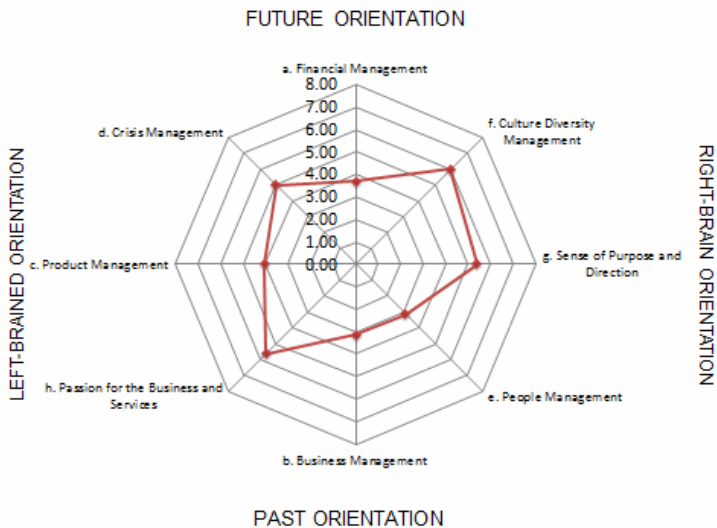 FUTURE ORIENTATION
a. Financial Management
8.00
7.00
6.00
5.00
4.00
3.00
2.00
1.00
0.00
f. Culture Diversity
Management
d. Crisis Management
LEFT-BRAINED ORIENTATION
RIGHT-BRAIN ORIENTATION
c. Product Management
g. Sense of Purpose and
Direction
h. Passion for the Business and
Services
e. People Management
b. Business Management
PAST ORIENTATION